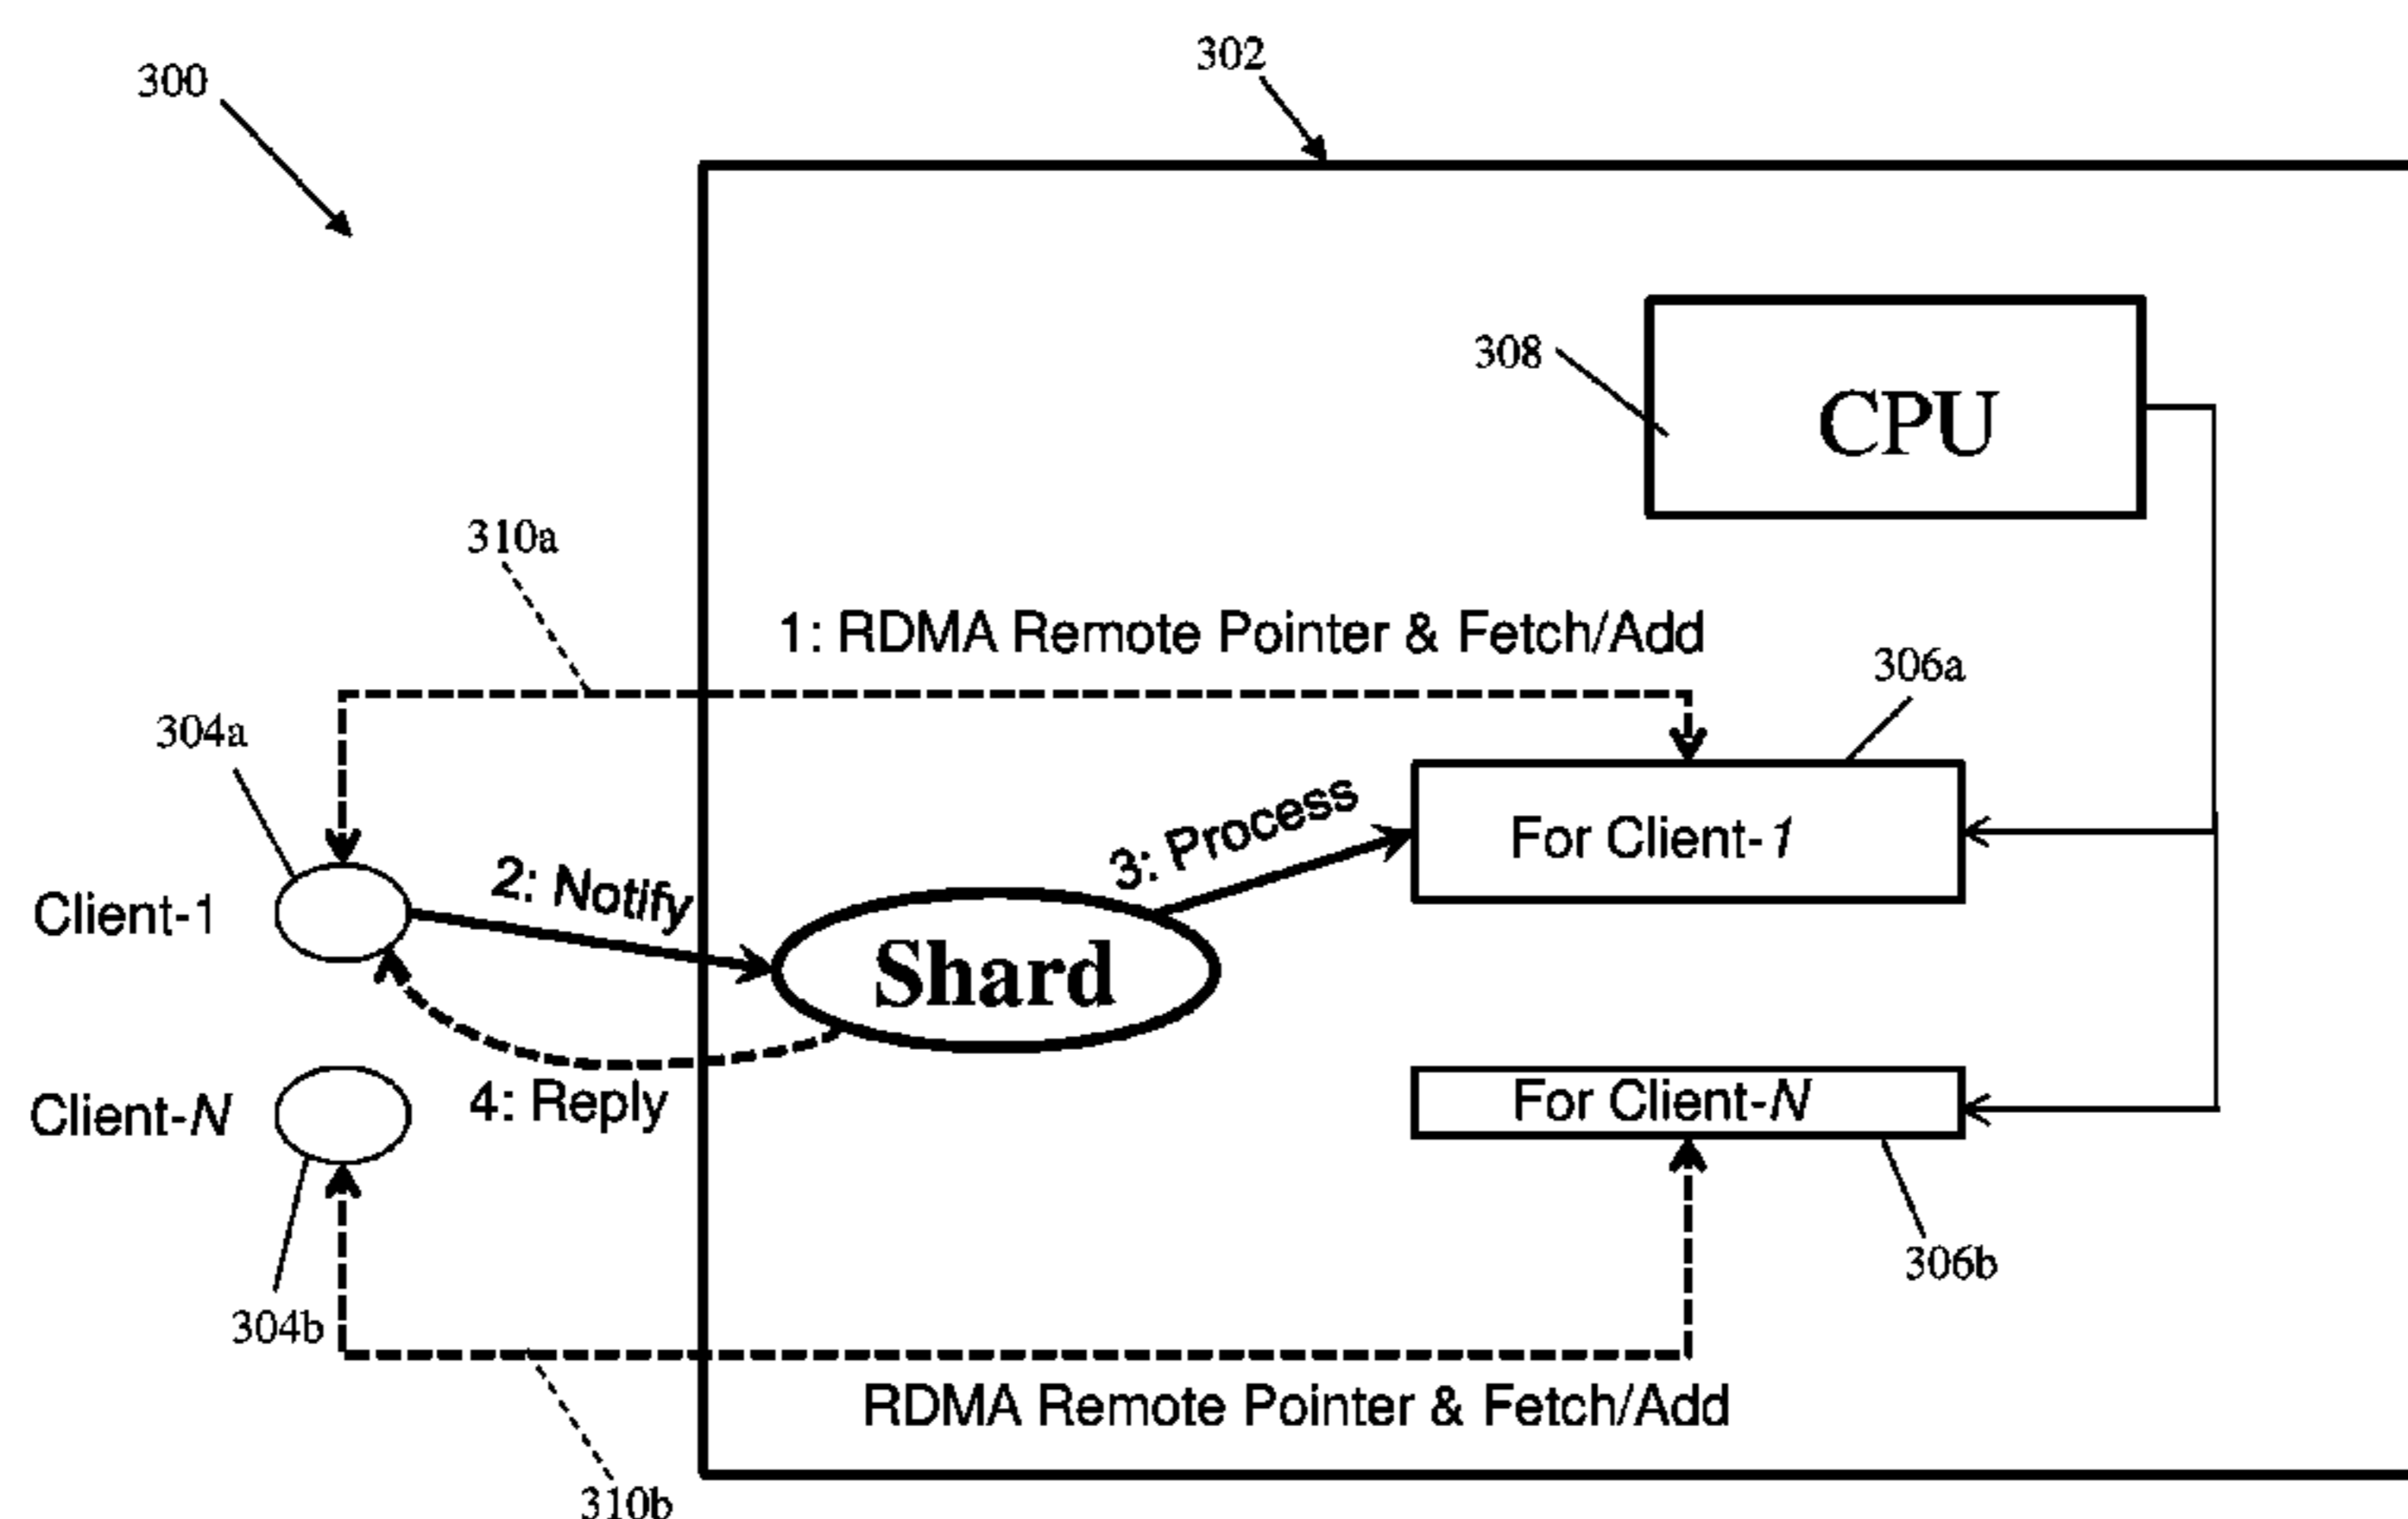 302
300
308
CPU
310a
1: RDMA Remote Pointer & Fetch/Add
306a
304a
3: Process
For Client-1
2: Notify
Client-1
Shard
For Client-N
Client-N
4: Reply
306b
304b
RDMA Remote Pointer & Fetch/Add
310b